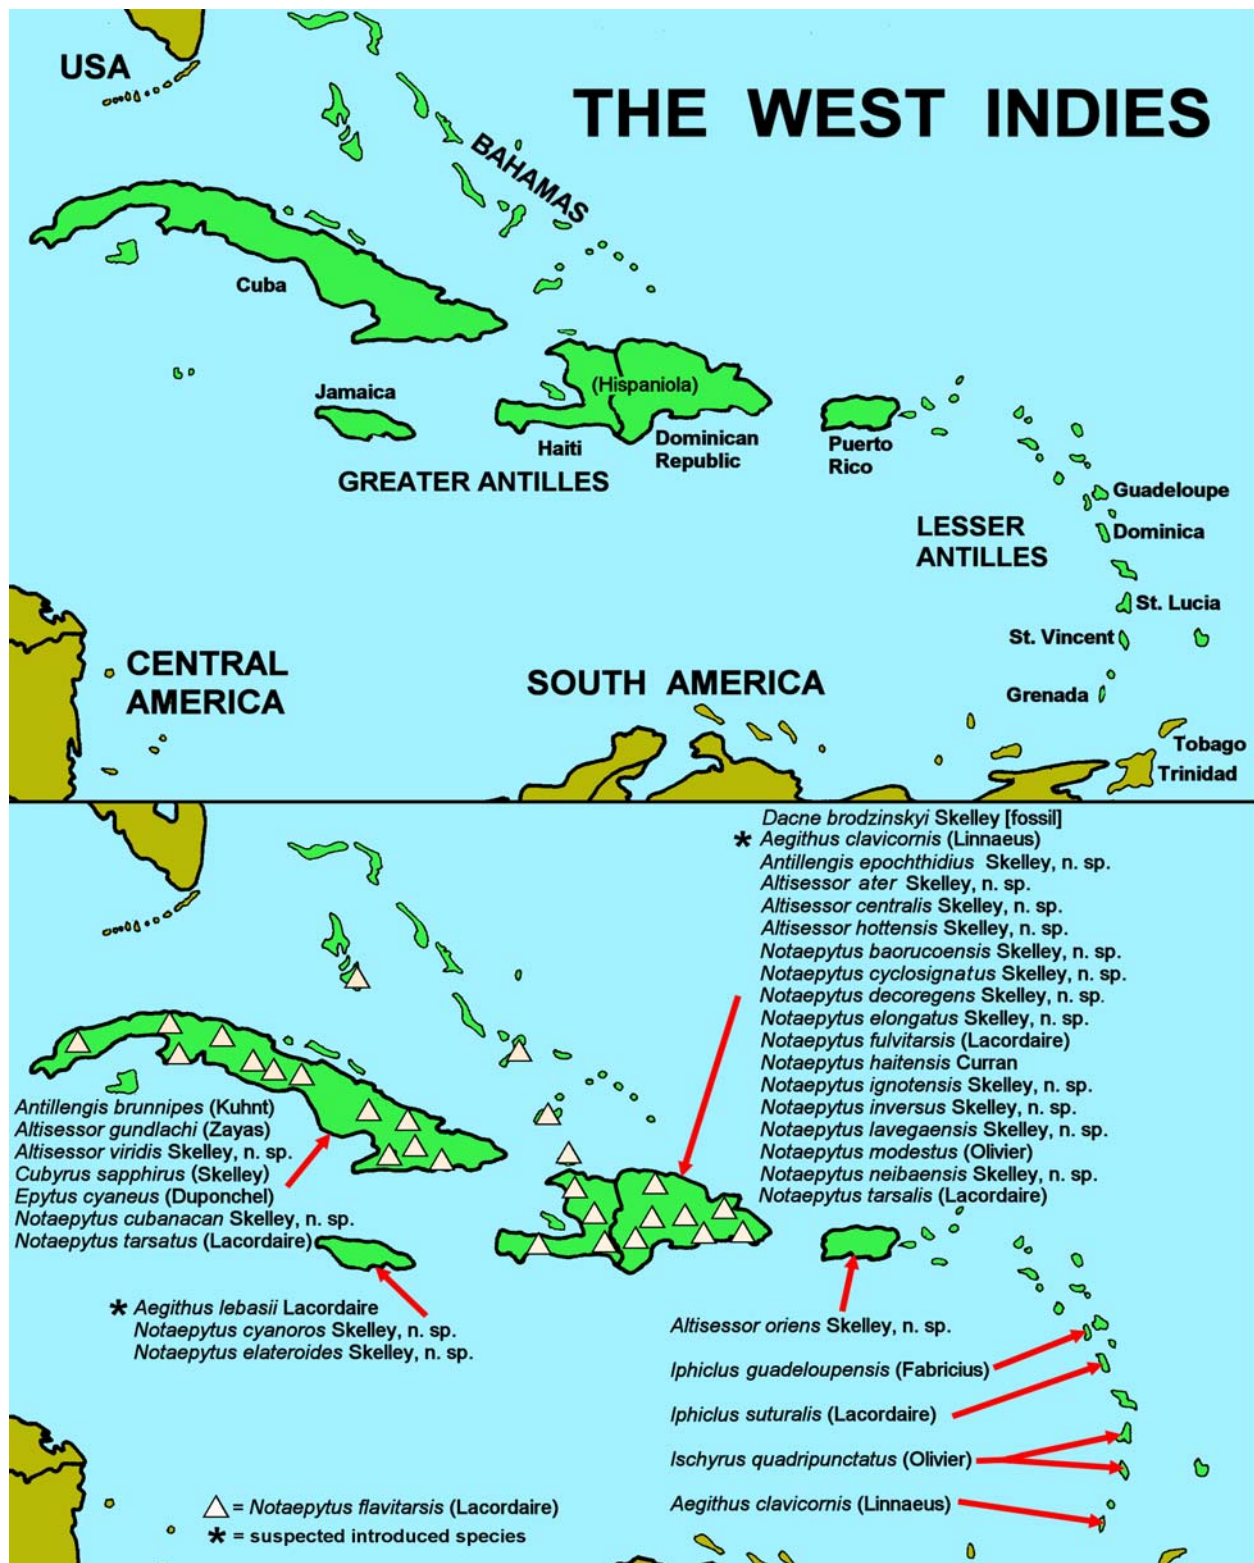 USA
THE WEST INDIES
BAHAMAS
Cuba
Jamaica
(Hispaniola)
Haiti
Dominican
Republic
Puerto
Rico
GREATER ANTILLES
Guadeloupe
LESSER
ANTILLES
Dominica
St. Lucia
St. Vincent
Grenada
CENTRAL
AMERICA
SOUTH AMERICA
Tobago
Trinidad
Dacne brodzinskyi Skelley [fossil]
* Aegithus clavicornis (Linnaeus)
Antillengis epochthidius Skelley, n. sp.
Altisessor ater Skelley, n. sp.
Altisessor centralis Skelley, n. sp.
Altisessor hottensis Skelley, n. sp.
Notaepytus baorucoensis Skelley, n. sp.
Notaepytus cyclosignatus Skelley, n. sp.
Notaepytus decoregens Skelley, n. sp.
Notaepytus elongatus Skelley, n. sp.
Notaepytus fulvitarsis (Lacordaire)
Notaepytus haitensis Curran
Notaepytus ignotensis Skelley, n. sp.
Notaepytus inversus Skelley, n. sp.
Notaepytus lavegaensis Skelley, n. sp.
Notaepytus modestus (Olivier)
Notaepytus neibaensis Skelley, n. sp.
Notaepytus tarsalis (Lacordaire)
Antillengis brunnipes (Kuhnt)
Altisessor gundlachi (Zayas)
Altisessor viridis Skelley, n. sp.
Cubyrus sapphirus (Skelley)
Epytus cyaneus (Duponchel)
Notaepytus cubanacan Skelley, n. sp.
Notaepytus tarsatus (Lacordaire)
* Aegithus lebasii Lacordaire
Notaepytus cyanoros Skelley, n. sp.
Notaepytus elateroides Skelley, n. sp.
Altisessor oriens Skelley, n. sp.
Iphiclus guadeloupensis (Fabricius)
Iphiclus suturalis (Lacordaire)
Ischyrus quadripunctatus (Olivier)
Aegithus clavicornis (Linnaeus)
= Notaepytus flavitarsis (Lacordaire)
* = suspected introduced species